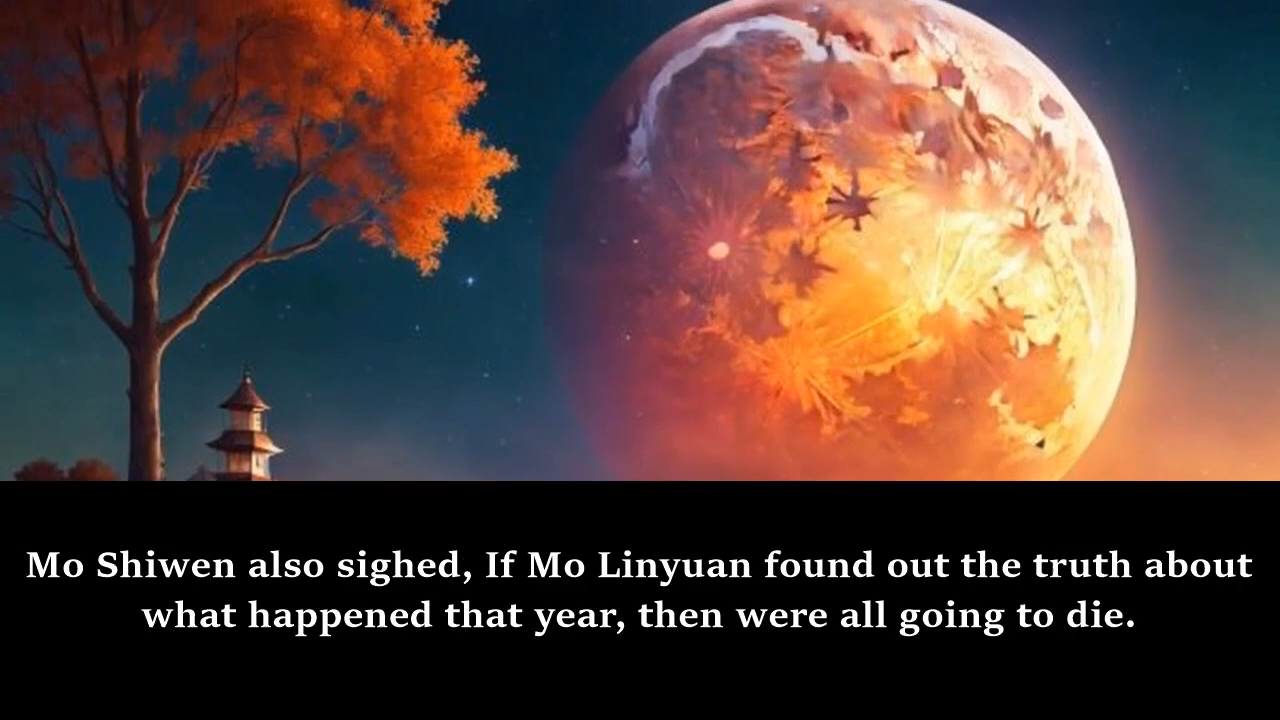 Mo Shiwen also sighed, If Mo Linyuan found out the truth about
what happened that year, then were all going to die.